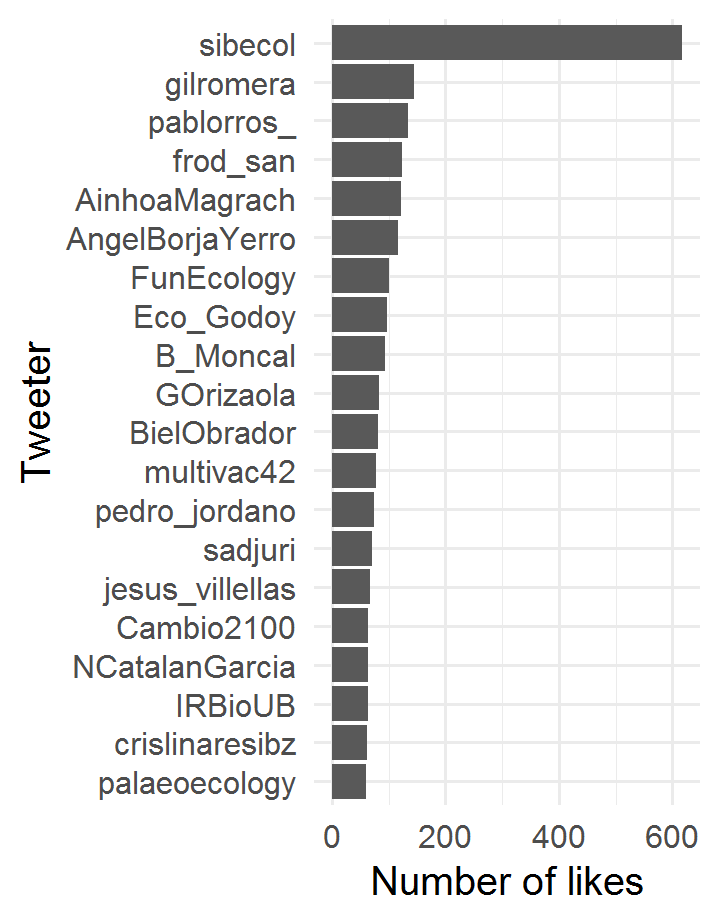 sibecol
gilromera
pablorros_
frod_san
AinhoaMagrach
AngelBorjaYerro
FunEcology
Eco_Godoy
B_Moncal
GOrizaola
BielObrador
multivac42
pedro_jordano
sadjuri
jesus_villellas
Cambio2100
NCatalanGarcia
IRBioUB
crislinaresibz
palaeoecology
Tweeter
0 200 400 600
Number of likes